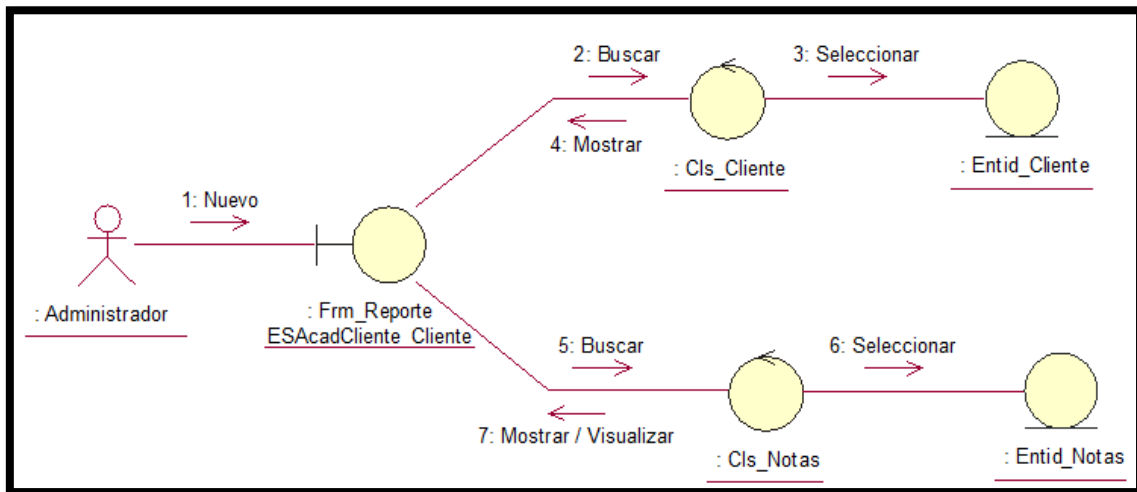 2: Buscar
3: Seleccionar
4: Mostrar
: Cls_Cliente
: Entid_Cliente
1: Nuevo
: Administrador
: Frm_Reporte
ESAcadCliente_Cliente
5: Buscar
6: Seleccionar
7: Mostrar / Visualizar
: Cls_Notas
: Entid_Notas